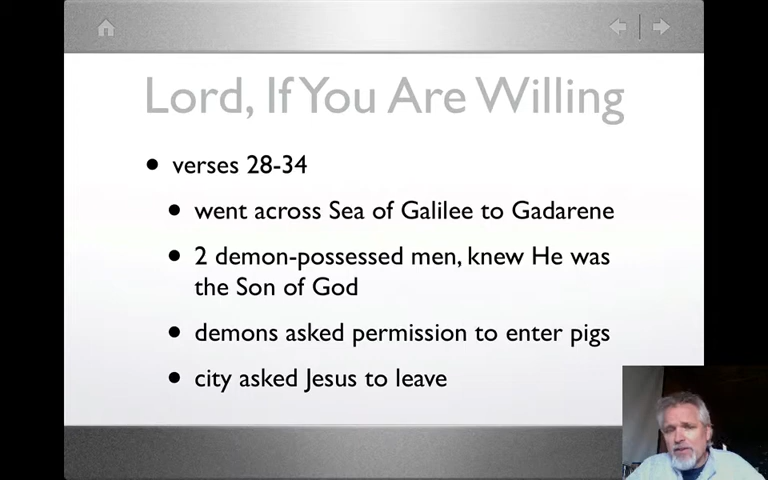 Lord, If You Are Willing
• verses 28-34
• went across Sea of Galilee to Gadarene
• 2 demon-possessed men, knew He was
the Son of God
• demons asked permission to enter pigs
• city asked Jesus to leave